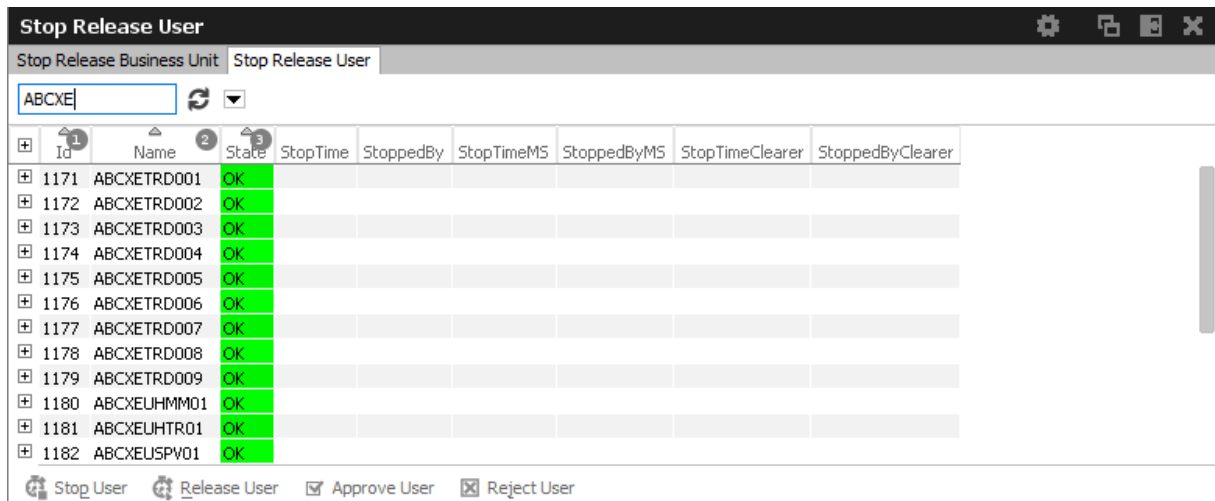 Stop Release User
Stop Release Business Unit Stop Release User
ABCXE
Id 1 Name 2 State 3 StopTime StoppedBy StopTimeMS StoppedByMS StopTimeClearer StoppedByClearer
1171 ABCXETRD001 OK
1172 ABCXETRD002 OK
1173 ABCXETRD003 OK
1174 ABCXETRD004 OK
1175 ABCXETRD005 OK
1176 ABCXETRD006 OK
1177 ABCXETRD007 OK
1178 ABCXETRD008 OK
1179 ABCXETRD009 OK
1180 ABCXEUHMM01 OK
1181 ABCXEUHTR01 OK
1182 ABCXEUSPV01 OK
Stop User Release User Approve User Reject User